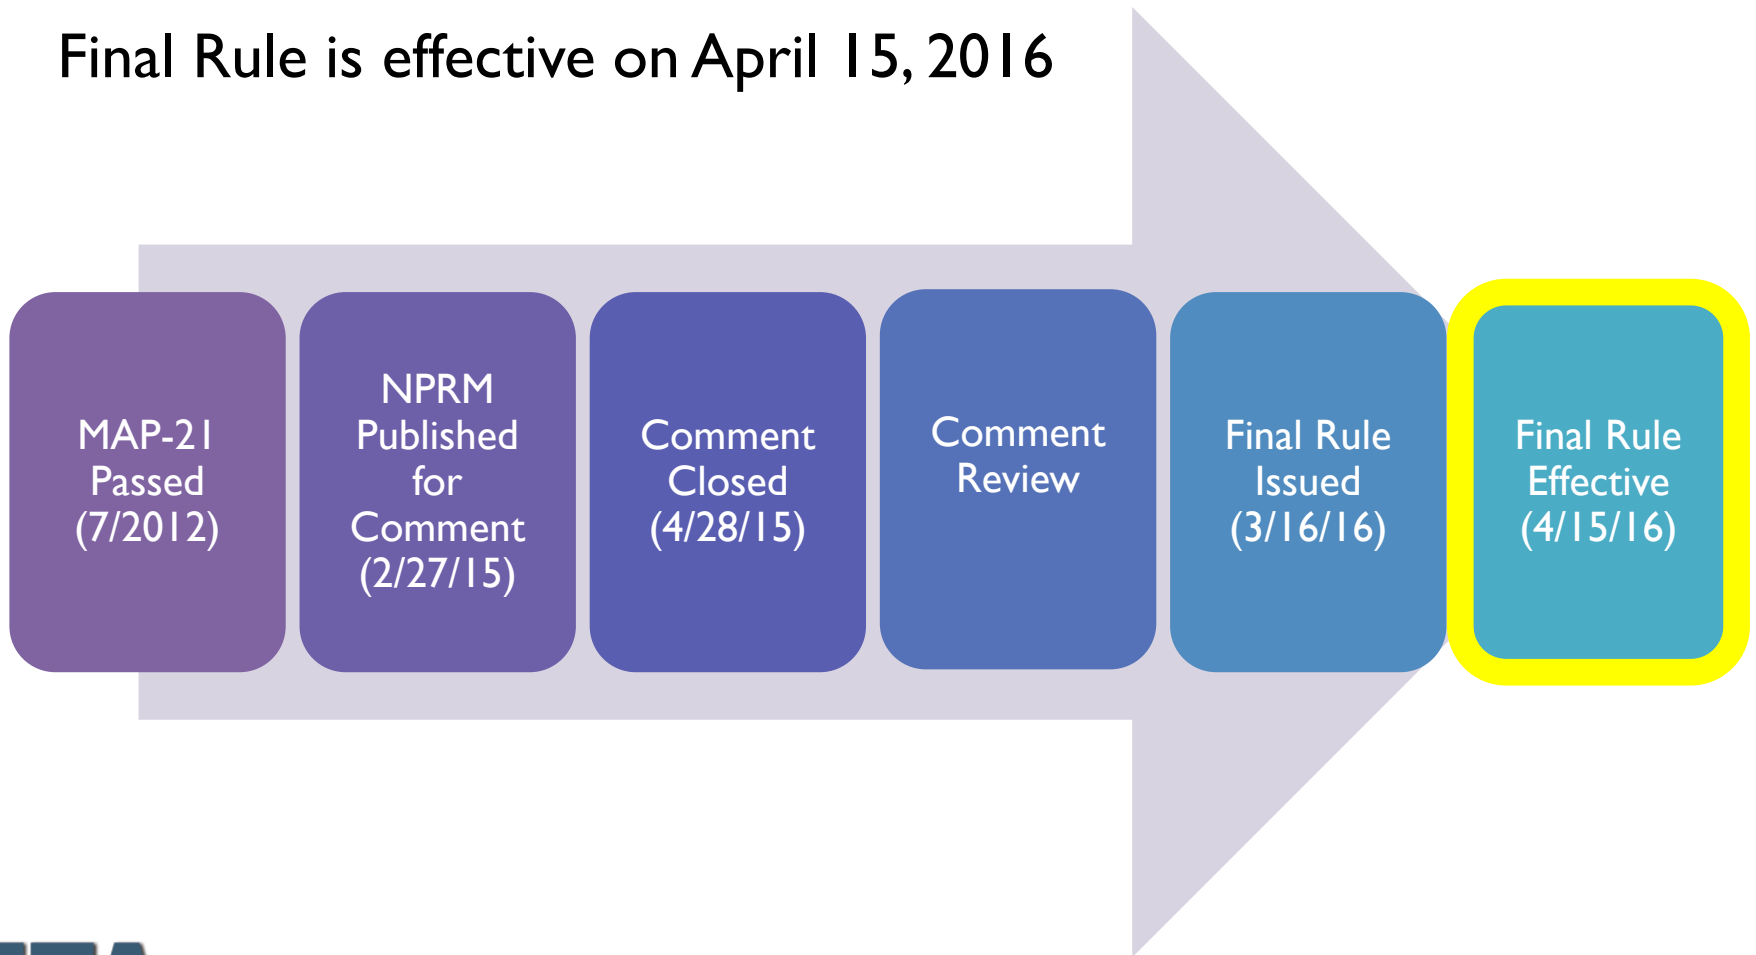 Final Rule is effective on April 15, 2016
MAP-21
Passed
(7/2012)
NPRM
Published
for
Comment
(2/27/15)
Comment
Closed
(4/28/15)
Comment
Review
Final Rule
Issued
(3/16/16)
Final Rule
Effective
(4/15/16)